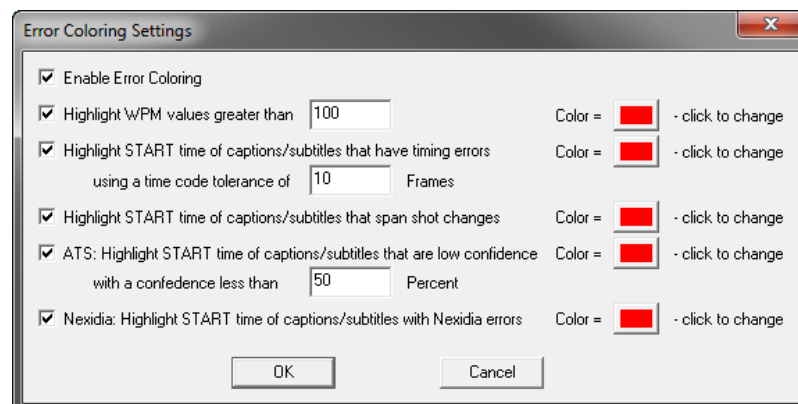 Error Coloring Settings
Enable Error Coloring
Highlight WPM values greater than 100 Color = - click to change
Highlight START time of captions/subtitles that have timing errors Color = - click to change
using a time code tolerance of 10 Frames
Highlight START time of captions/subtitles that span shot changes Color = - click to change
ATS: Highlight START time of captions/subtitles that are low confidence Color = - click to change
with a confedence less than 50 Percent
Nexidia: Highlight START time of captions/subtitles with Nexidia errors Color = - click to change
OK Cancel